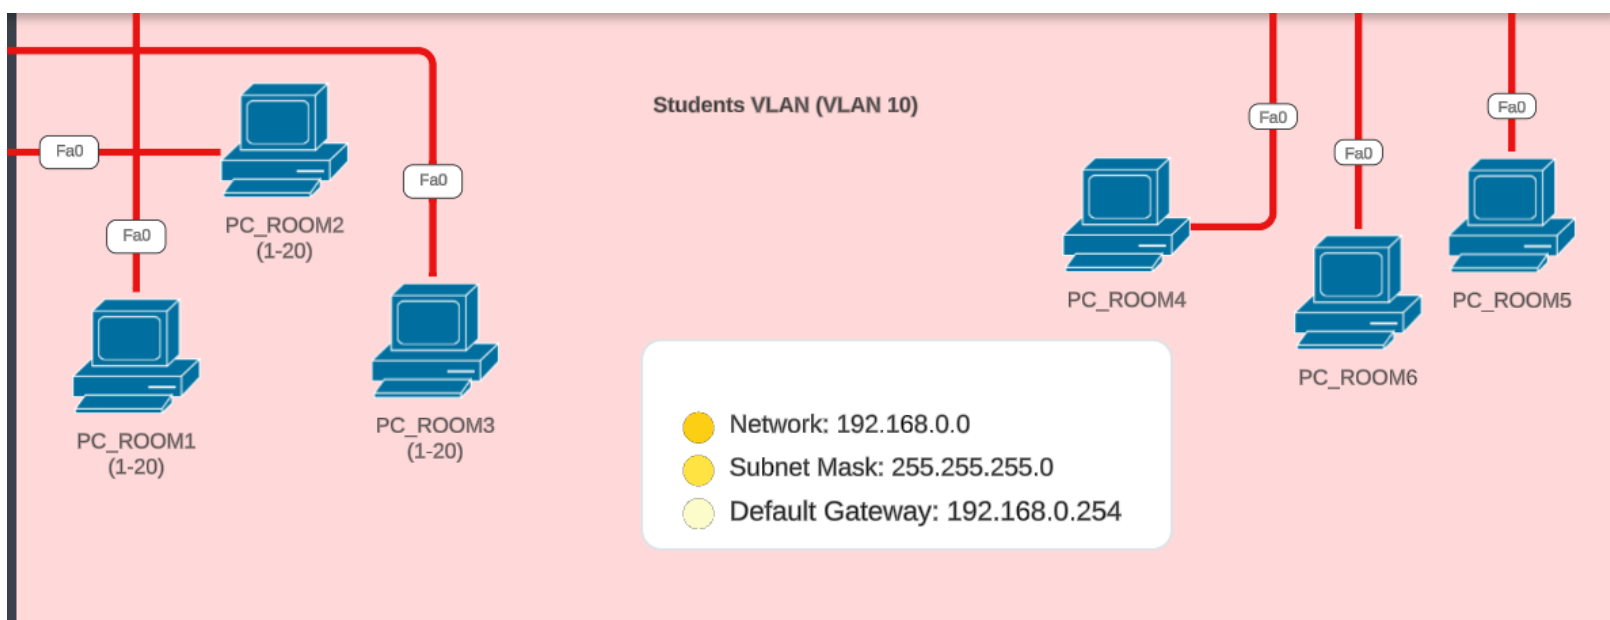 Students VLAN (VLAN 10)
Fa0
Fa0
Fa0
PC_ROOM2
(1-20)
PC_ROOM1
(1-20)
PC_ROOM3
(1-20)
Fa0
Fa0
Fa0
PC_ROOM4
PC_ROOM5
PC_ROOM6
Network: 192.168.0.0
Subnet Mask: 255.255.255.0
Default Gateway: 192.168.0.254